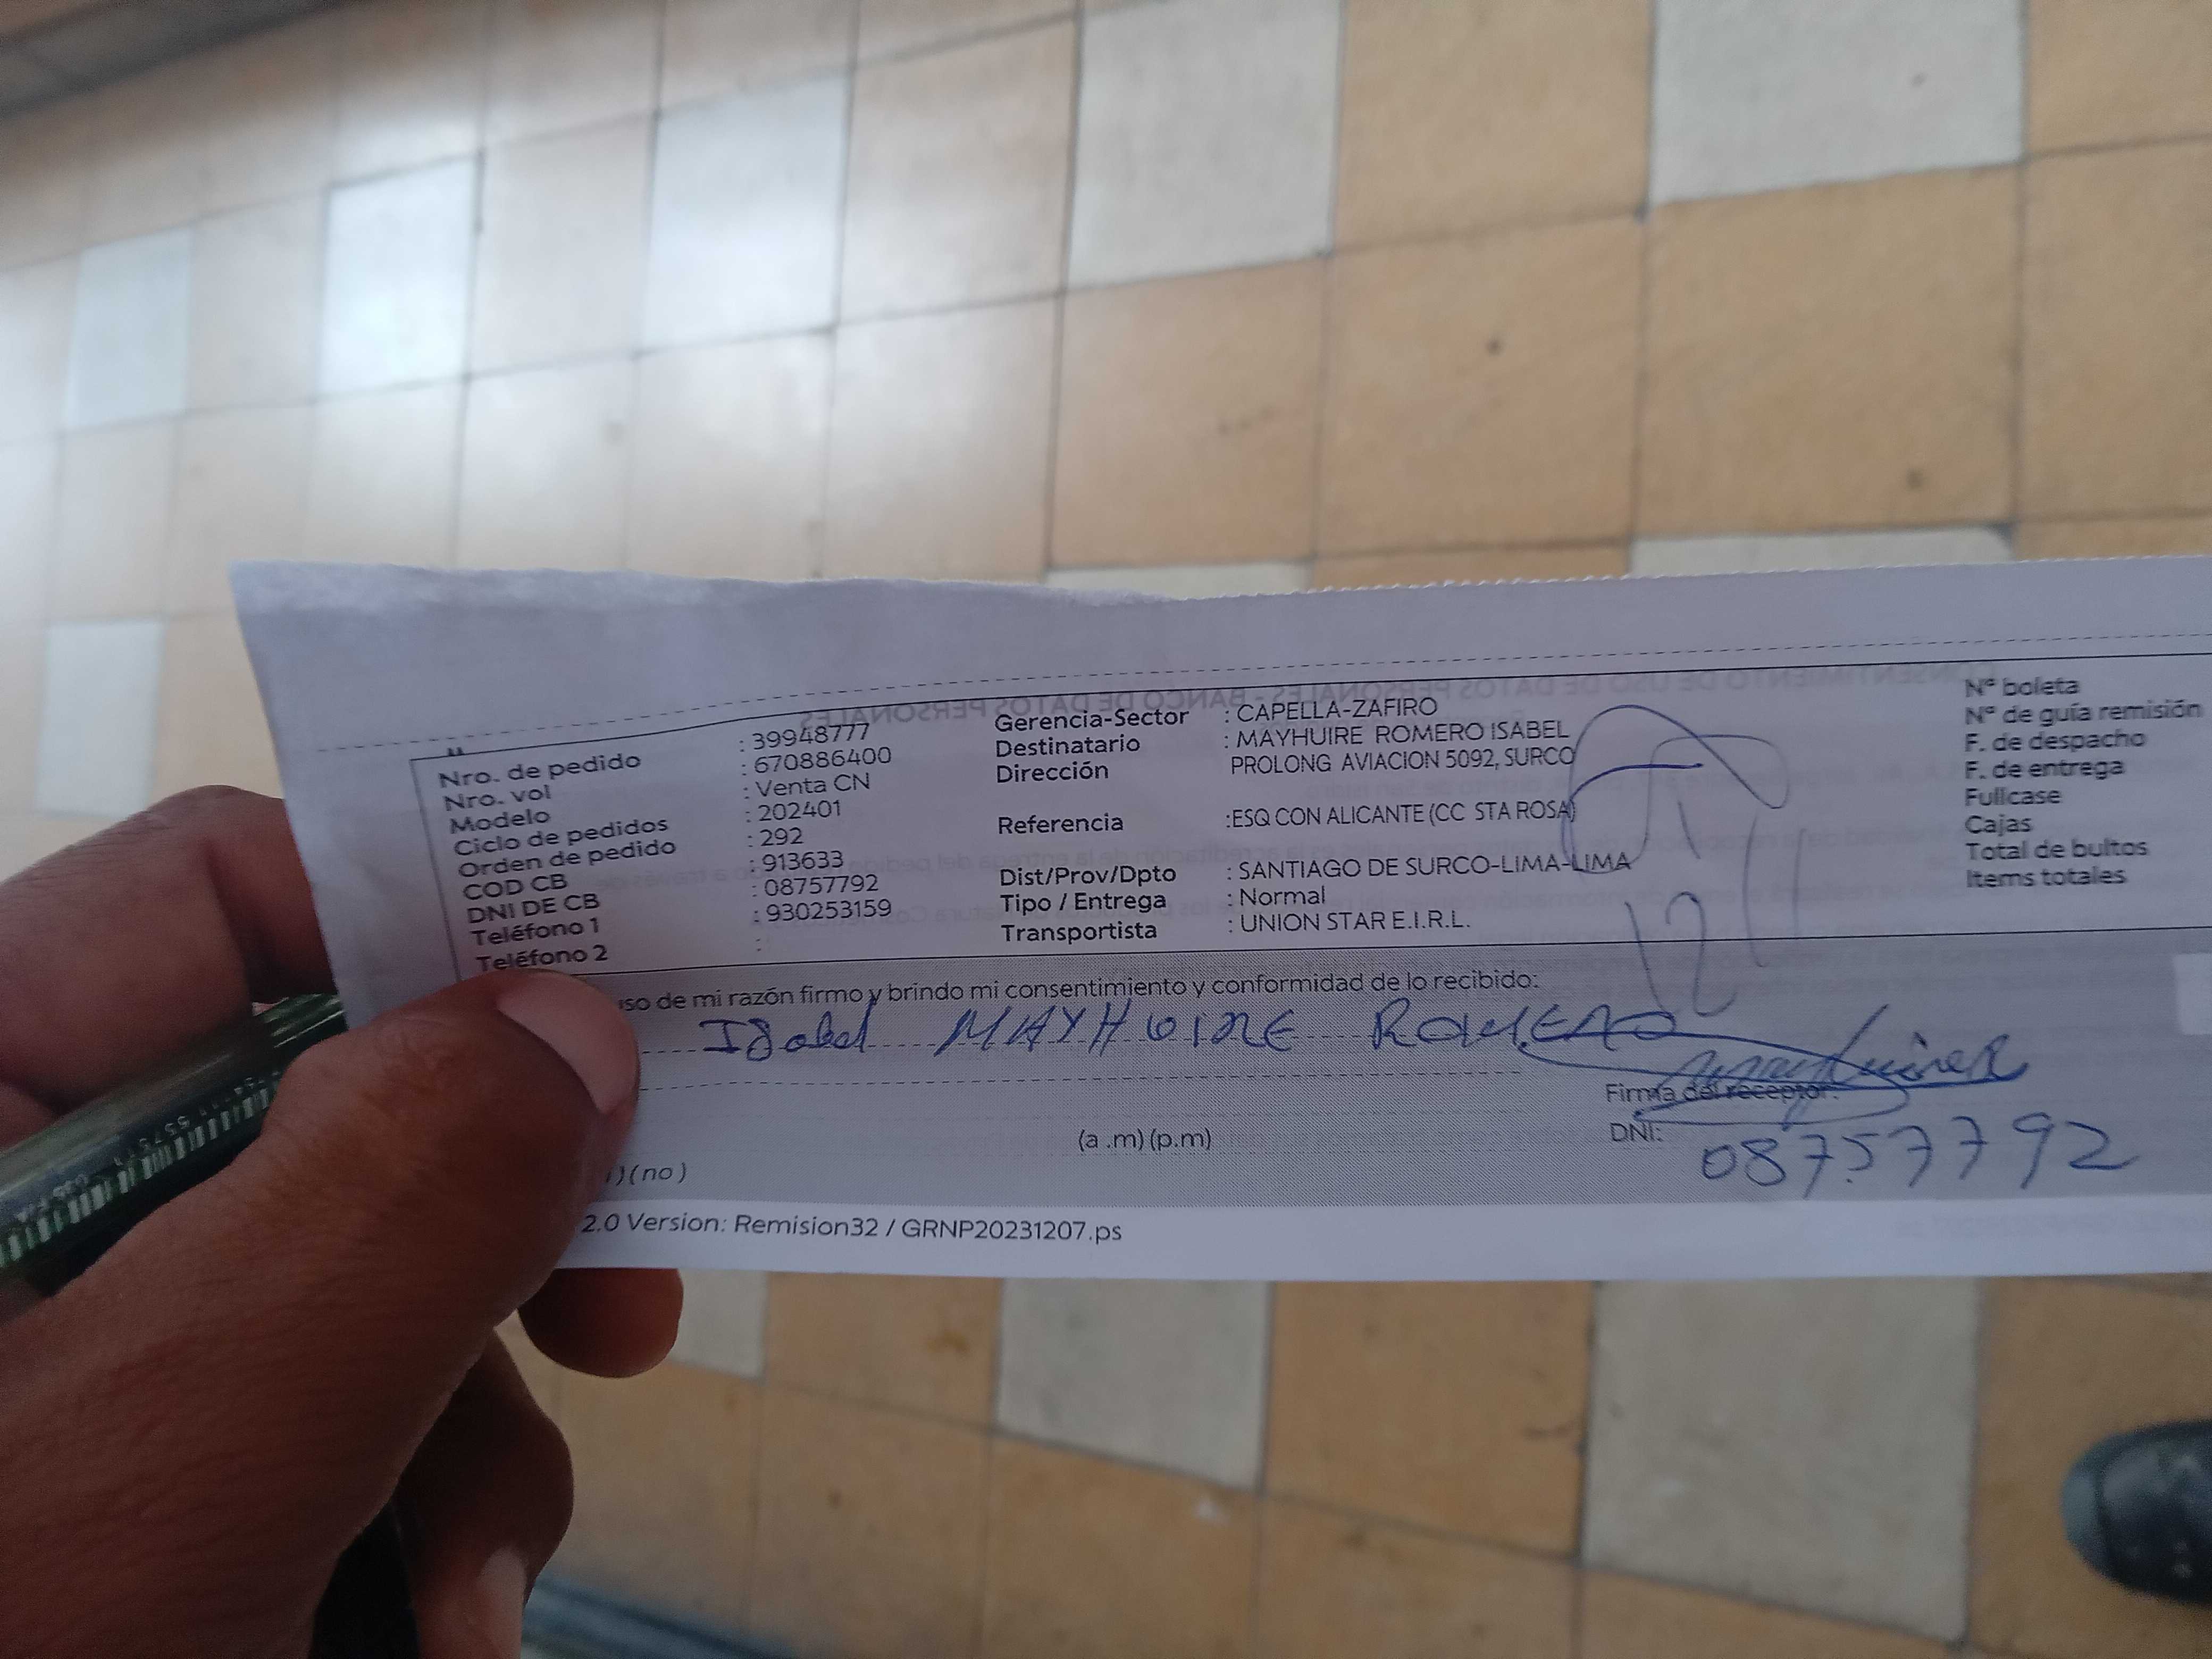 Nro. de pedido : 39948777
Nro. vol : 670886400
Modelo : Venta CN
Ciclo de pedidos : 202401
Orden de pedido : 292
COD CB : 913633
DNI DE CB : 08757792
Teléfono 1 : 930253159
Teléfono 2 :
Gerencia-Sector : CAPELLA-ZAFIRO
Destinatario : MAYHUIRE ROMERO ISABEL
Dirección PROLONG AVIACION 5092, SURCO
Referencia :ESQ CON ALICANTE (CC STA ROSA)
Dist/Prov/Dpto : SANTIAGO DE SURCO-LIMA-LIMA
Tipo / Entrega : Normal
Transportista : UNION STAR E.I.R.L.
Nº boleta
Nº de guía remisión
F. de despacho
F. de entrega
Fullcase
Cajas
Total de bultos
Items totales
uso de mi razón firmo y brindo mi consentimiento y conformidad de lo recibido:
Isabel MAYHUIRE ROMERO
Firma del receptor:
(a .m) (p.m)
DNI: 08757792
) (no )
2.0 Version: Remision32 / GRNP20231207.ps